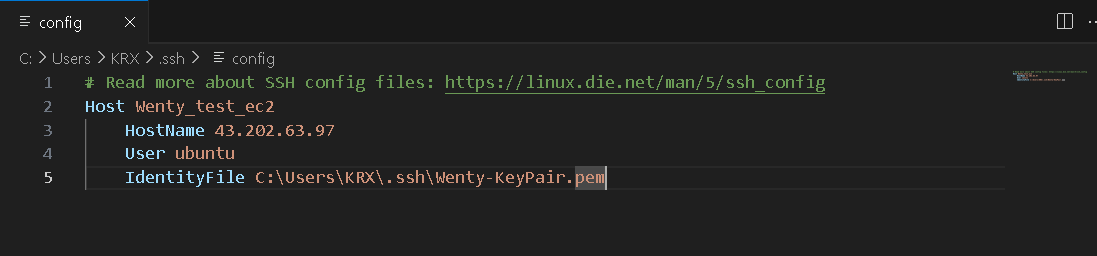 config
C: > Users > KRX > .ssh > config
1 # Read more about SSH config files: https://linux.die.net/man/5/ssh_config
2 Host Wenty_test_ec2
3 HostName 43.202.63.97
4 User ubuntu
5 IdentityFile C:\Users\KRX\.ssh\Wenty-KeyPair.pem